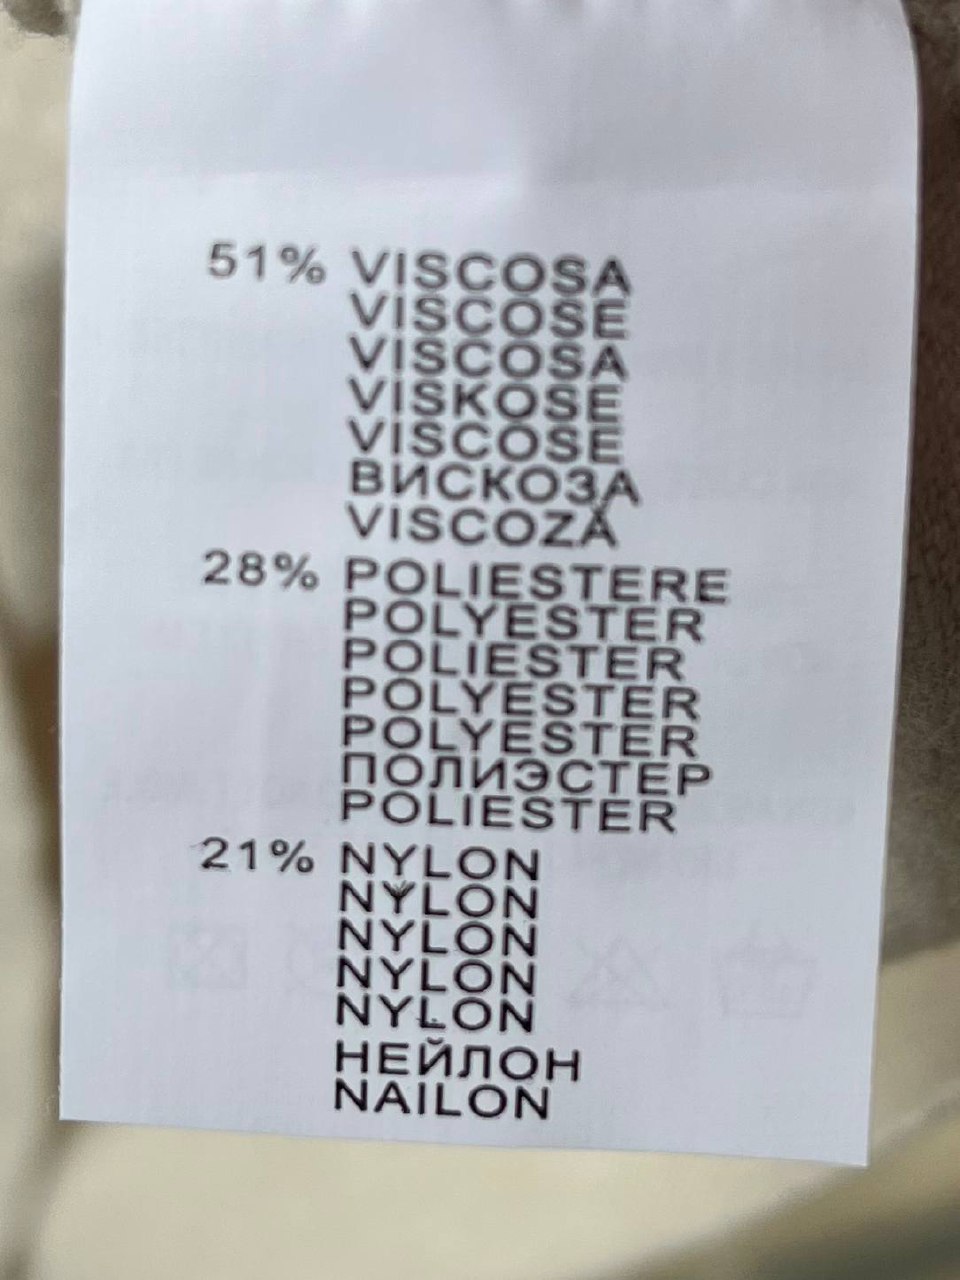 51% VISCOSA
VISCOSE
VISCOSA
VISKOSE
VISCOSE
ВИСКОЗА
VISCOZĂ
28% POLIESTERE
POLYESTER
POLIESTER
POLYESTER
POLYESTER
ПОЛИЭСТЕР
POLIESTER
21% NYLON
NYLON
NYLON
NYLON
NYLON
НЕЙЛОН
NAILON